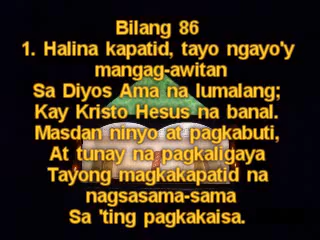 Bilang 86
1. Halina kapatid, tayo ngayo'y
mangag-awitan
Sa Diyos Ama na lumalang;
Kay Kristo Hesus na banal.
Masdan ninyo at pagkabuti,
At tunay na pagkaligaya
Tayong magkakapatid na
nagsasama-sama
Sa 'ting pagkakaisa.